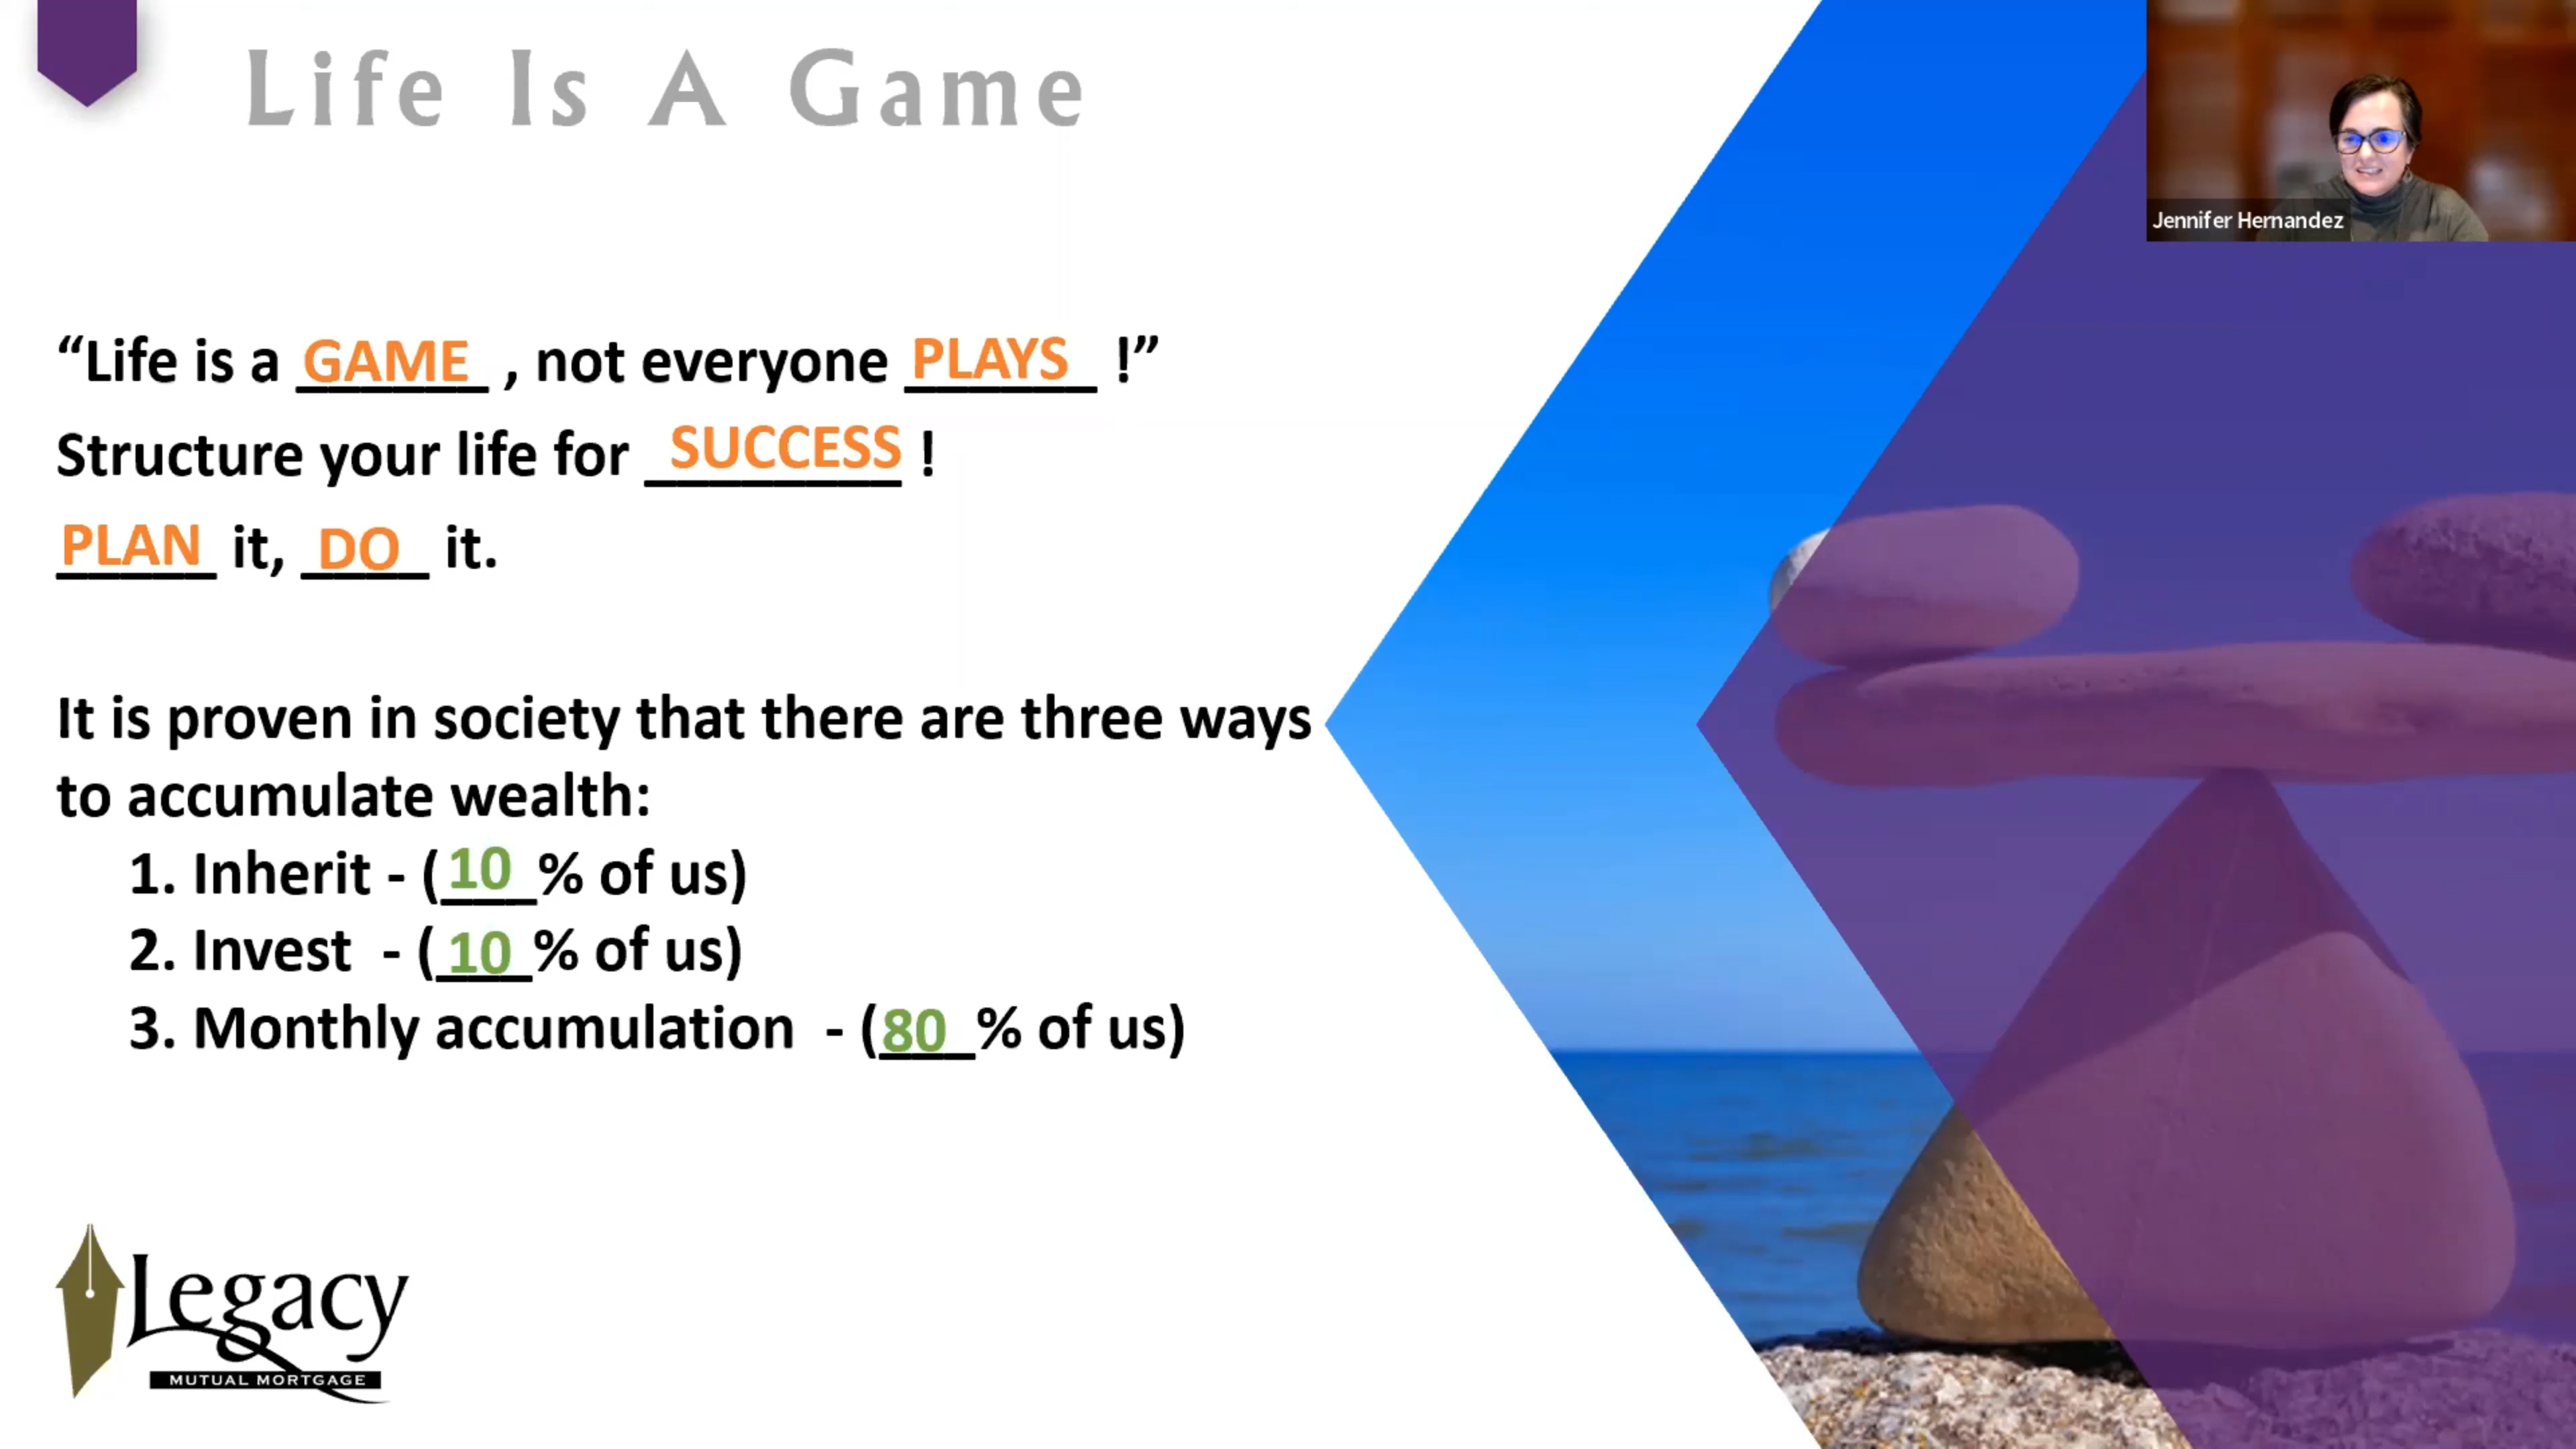 Life Is A Game
Jennifer Hernandez
“Life is a GAME , not everyone PLAYS !”
Structure your life for SUCCESS !
PLAN it, DO it.
It is proven in society that there are three ways
to accumulate wealth:
1. Inherit - (10 % of us)
2. Invest - (10 % of us)
3. Monthly accumulation - (80 % of us)
Legacy
MUTUAL MORTGAGE